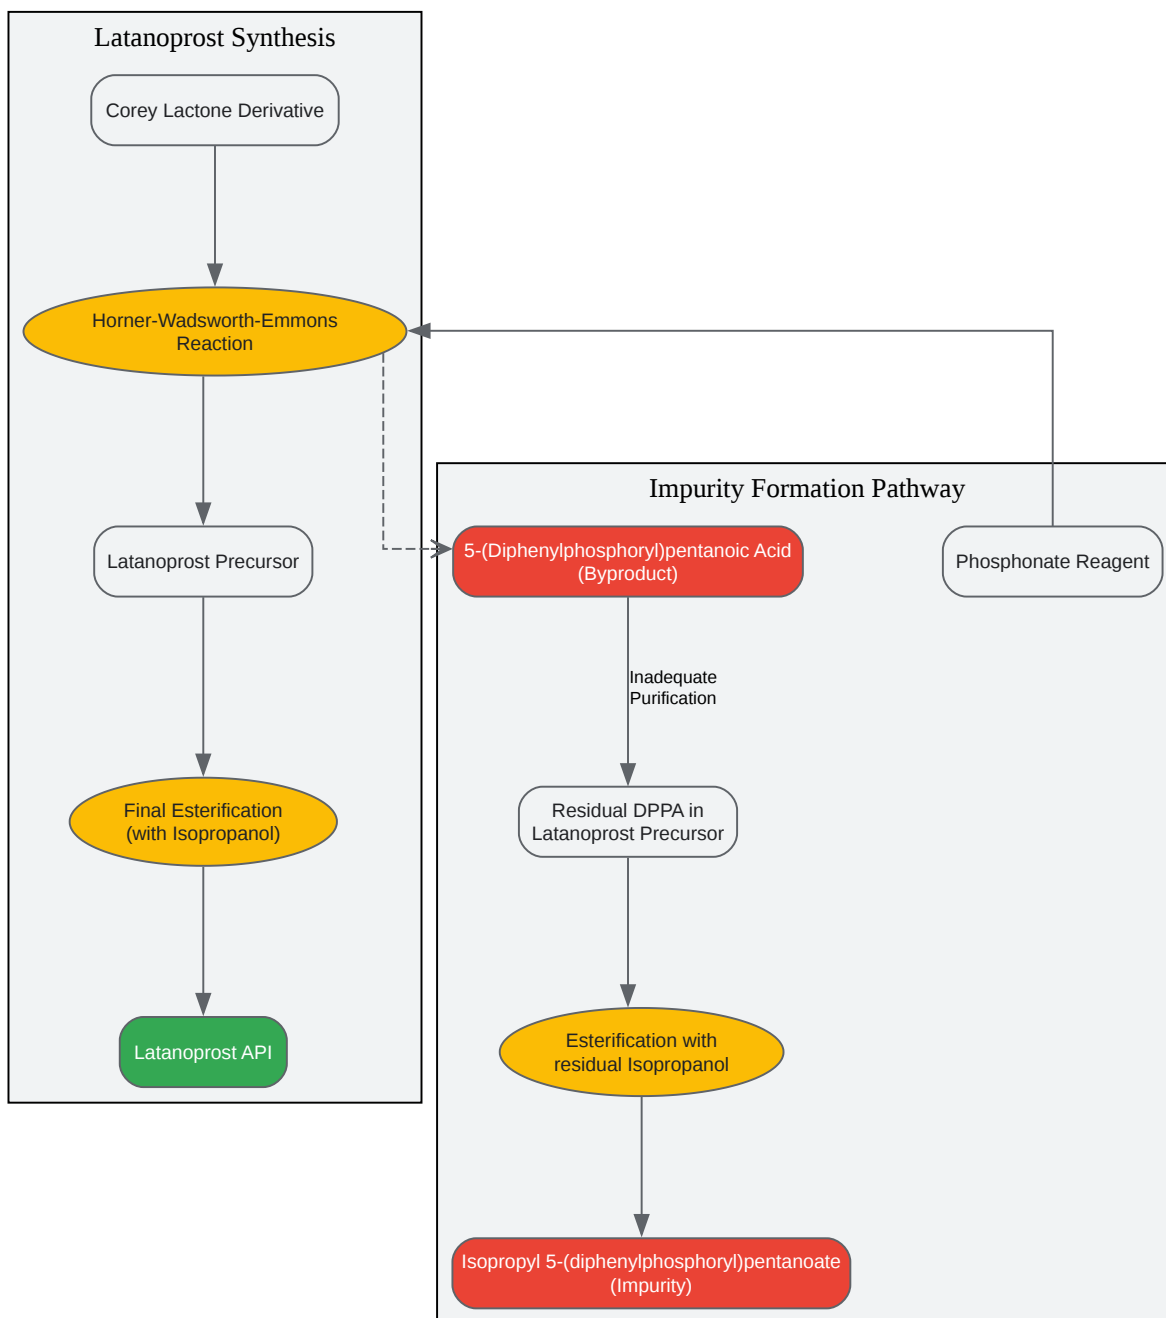 Latanoprost Synthesis
Corey Lactone Derivative
Horner-Wadsworth-Emmons
Reaction
Latanoprost Precursor
Final Esterification
(with Isopropanol)
Latanoprost API
Impurity Formation Pathway
5-(Diphenylphosphoryl)pentanoic Acid
(Byproduct)
Phosphonate Reagent
Inadequate
Purification
Residual DPPA in
Latanoprost Precursor
Esterification with
residual Isopropanol
Isopropyl 5-(diphenylphosphoryl)pentanoate
(Impurity)